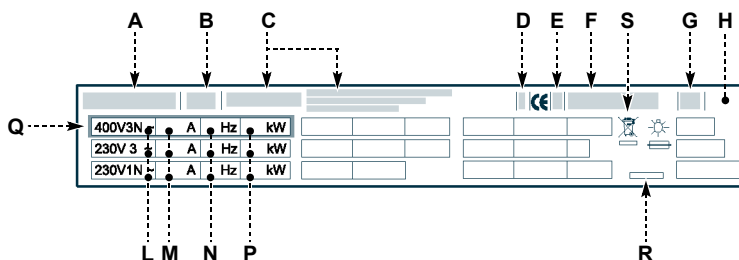 A B C D E F S G H
CE
Q 400V3N ~ A Hz kW
230V 3 ~ A Hz kW
230V1N ~ A Hz kW
L M N P R